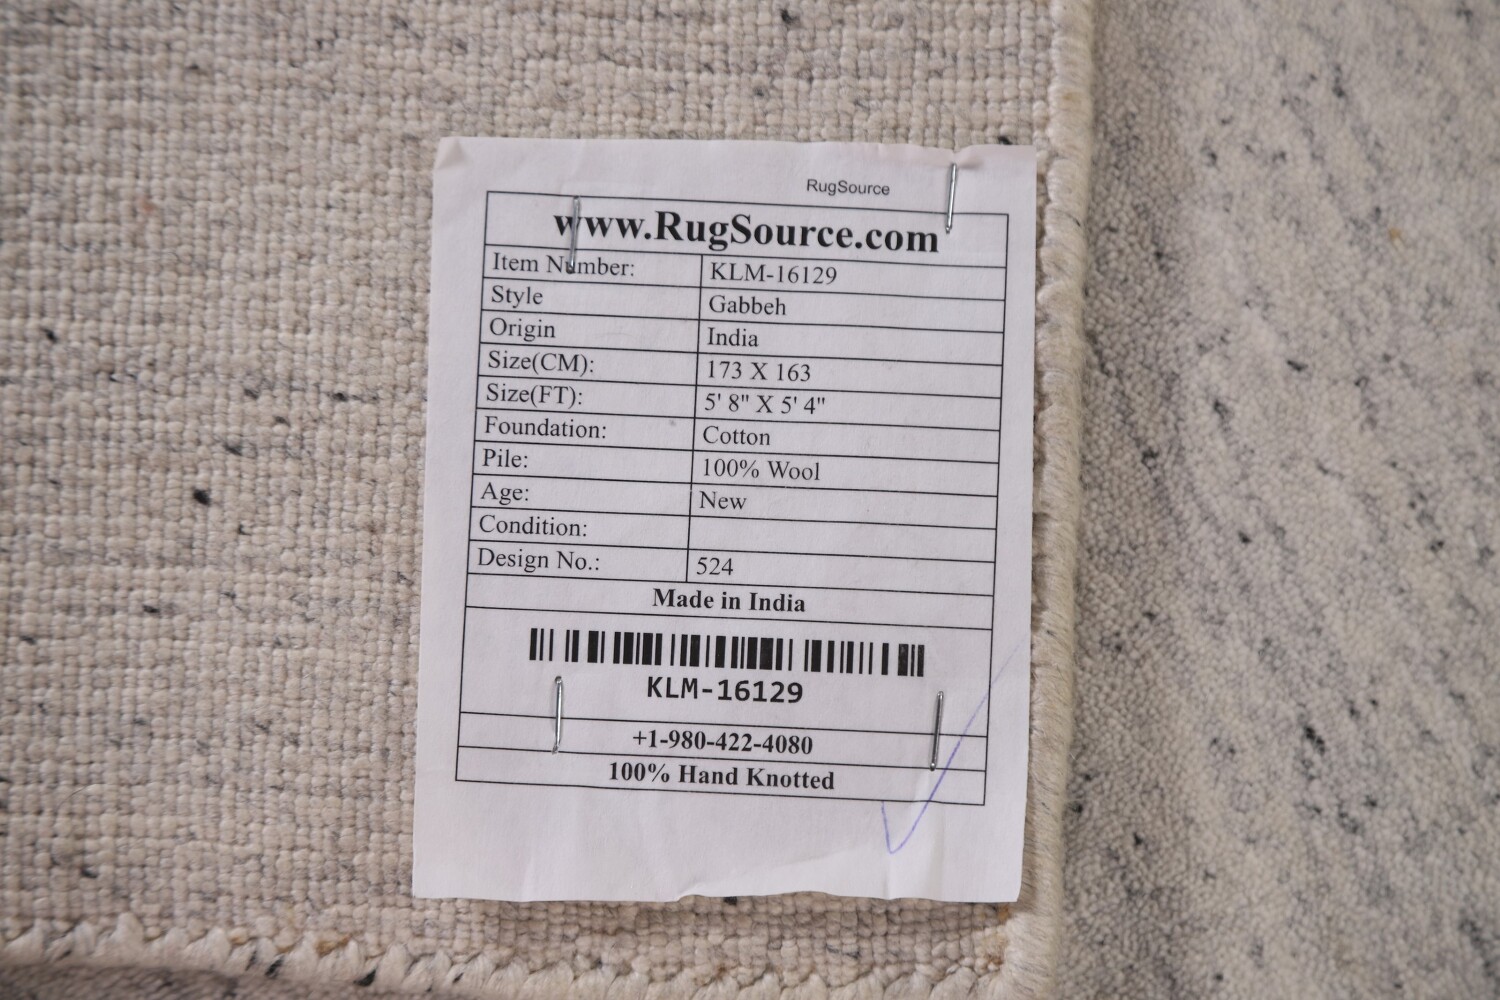 RugSource
www.RugSource.com
Item Number: KLM-16129
Style Gabbeh
Origin India
Size(CM): 173 X 163
Size(FT): 5' 8" X 5' 4"
Foundation: Cotton
Pile: 100% Wool
Age: New
Condition:
Design No.: 524
Made in India
KLM-16129
+1-980-422-4080
100% Hand Knotted